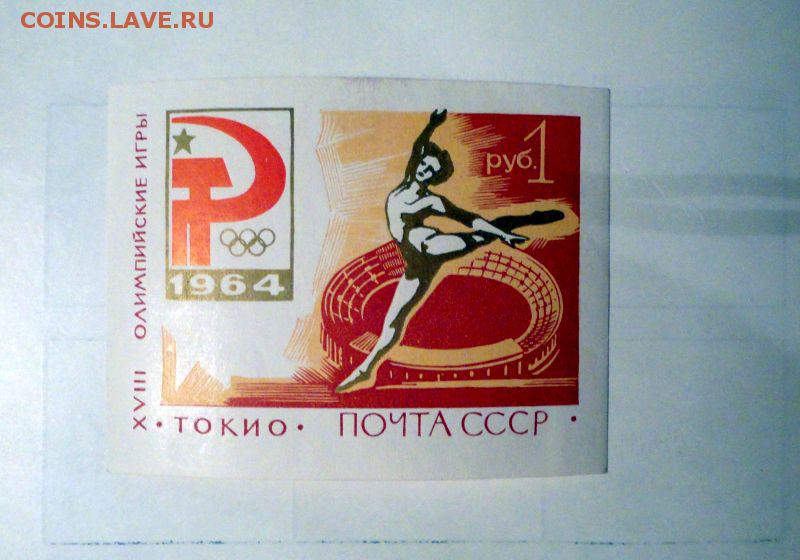 COINS.LAVE.RU
XVIII ОЛИМПИЙСКИЕ ИГРЫ
1964
руб. 1
• ТОКИО • ПОЧТА СССР •